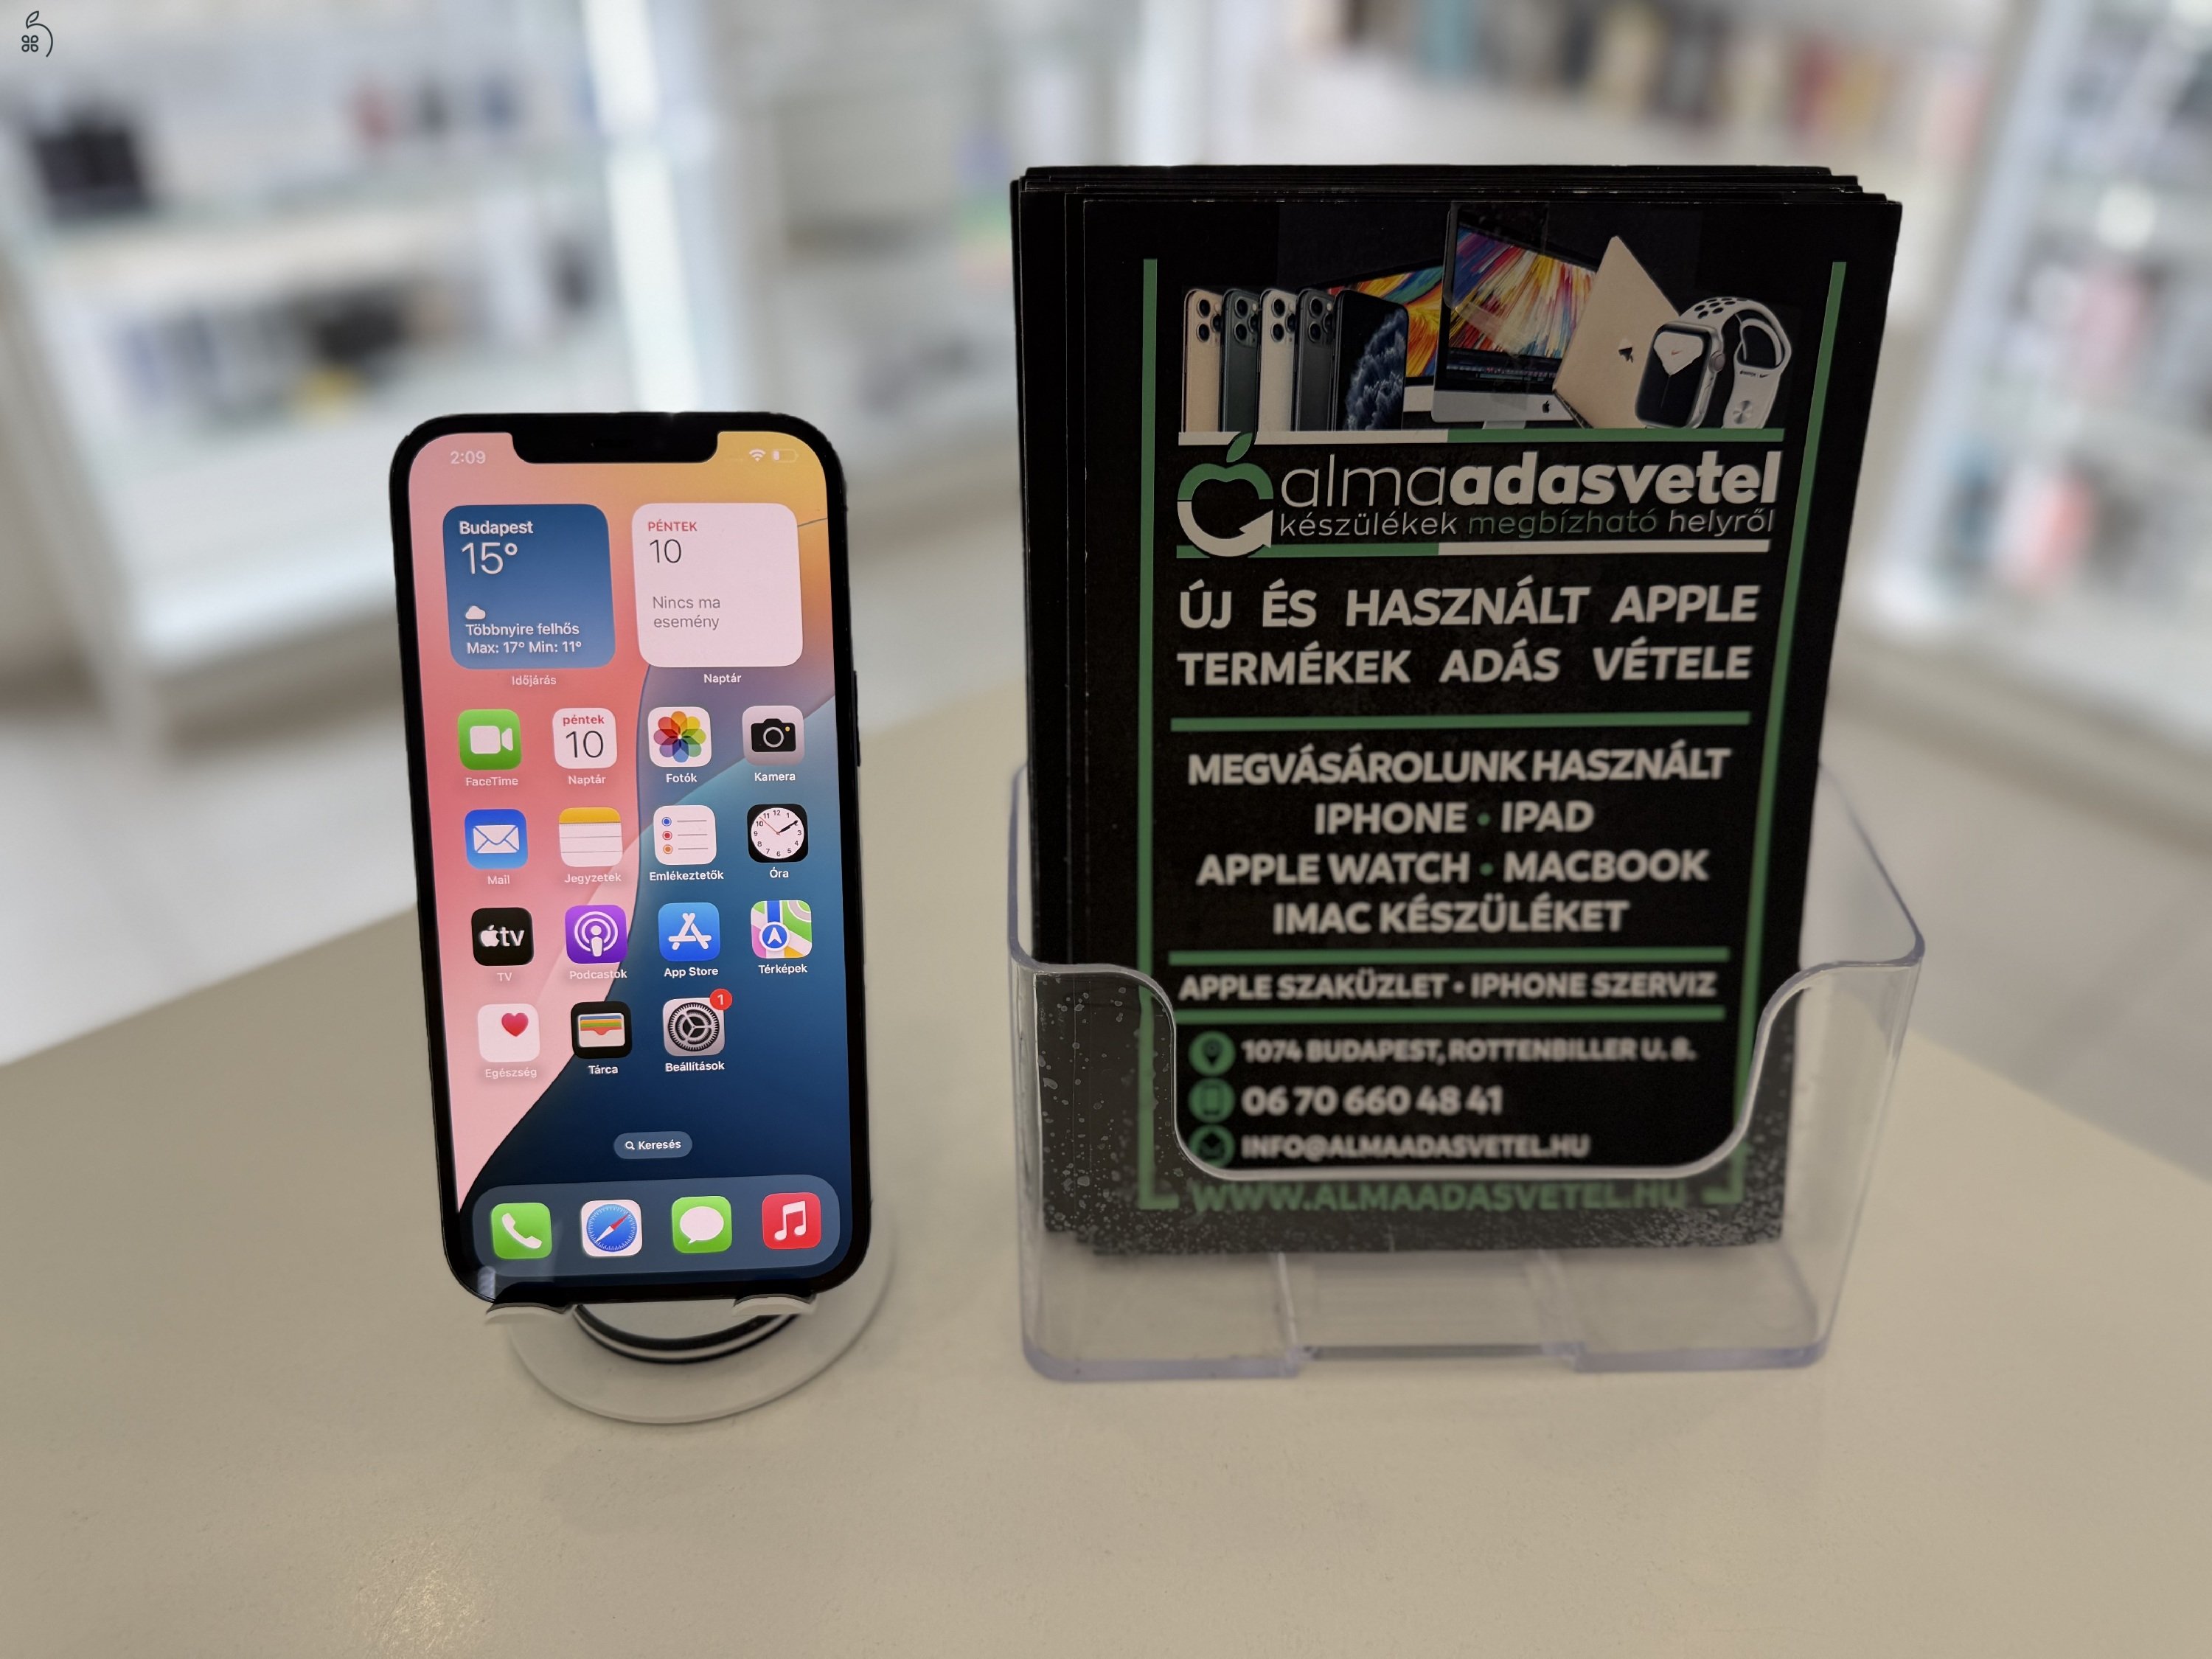 2:09
Budapest
15°
Többnyire felhős
Max: 17° Min: 11°
Időjárás
PÉNTEK
10
Nincs ma
esemény
Naptár
FaceTime
péntek
10
Naptár
Fotók
Kamera
Mail
Jegyzetek
Emlékeztetők
Óra
tv
TV
Podcastok
App Store
Térképek
Egészség
Tárca
1
Beállítások
Keresés
almaadasvetel
készülékek megbízható helyről
ÚJ ÉS HASZNÁLT APPLE
TERMÉKEK ADÁS VÉTELE
MEGVÁSÁROLUNK HASZNÁLT
IPHONE • IPAD
APPLE WATCH • MACBOOK
IMAC KÉSZÜLÉKET
APPLE SZAKÜZLET • IPHONE SZERVIZ
1074 BUDAPEST, ROTTENBILLER U. 8.
06 70 660 48 41
INFO@ALMAADASVETEL.HU
WWW.ALMAADASVETEL.HU